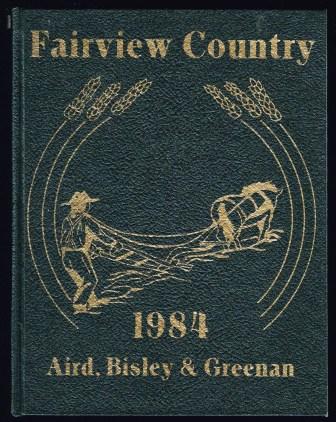 Fairview Country
1984
Aird, Bisley & Greenan